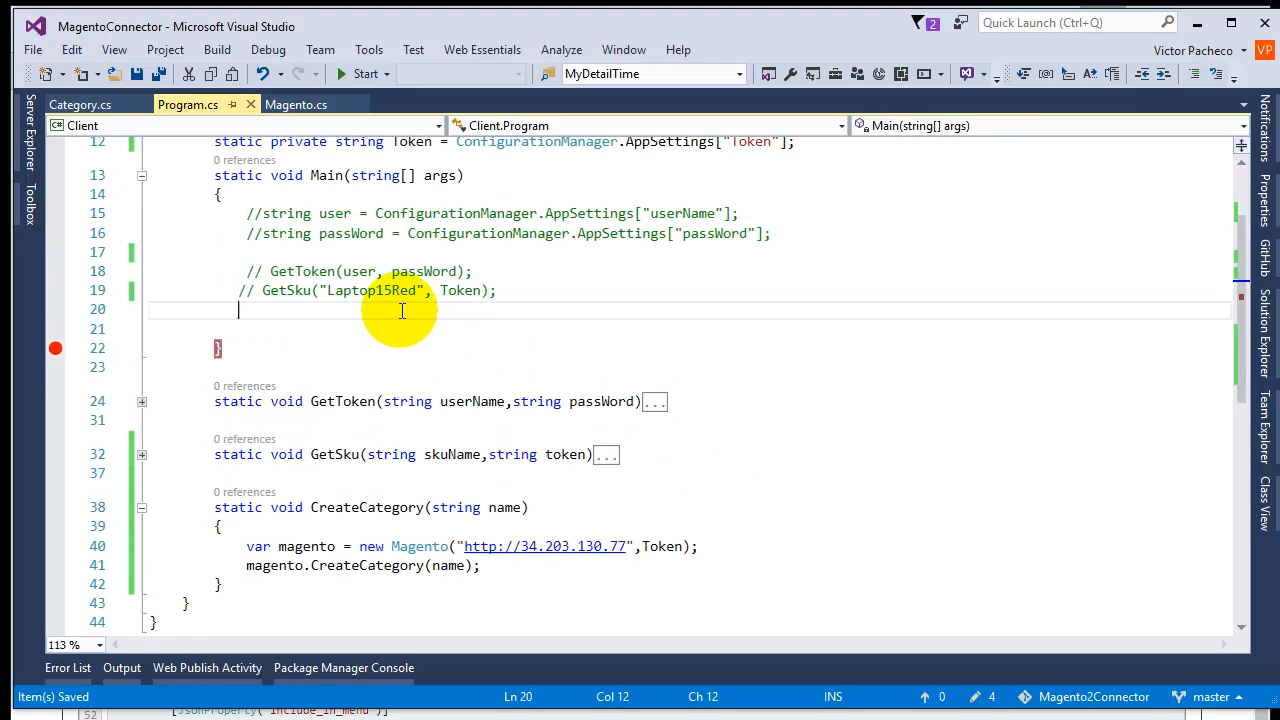 MagentoConnector - Microsoft Visual Studio
2
Quick Launch (Ctrl+Q)
File Edit View Project Build Debug Team Tools Test Web Essentials Analyze Window Help
Victor Pacheco
VP
Start
MyDetailTime
Category.cs Program.cs Magento.cs
C# Client Client.Program Main(string[] args)
12 static private string Token = ConfigurationManager.AppSettings["Token"];
0 references
13 static void Main(string[] args)
14 {
15 //string user = ConfigurationManager.AppSettings["userName"];
16 //string passWord = ConfigurationManager.AppSettings["passWord"];
17
18 // GetToken(user, passWord);
19 // GetSku("Laptop15Red", Token);
20
21
22 }
23
0 references
24 static void GetToken(string userName,string passWord)...
31
0 references
32 static void GetSku(string skuName,string token)...
37
0 references
38 static void CreateCategory(string name)
39 {
40 var magento = new Magento("http://34.203.130.77",Token);
41 magento.CreateCategory(name);
42 }
43 }
44 }
113 %
Server Explorer
Toolbox
Notifications
Properties
GitHub
Solution Explorer
Team Explorer
Class View
Error List Output Web Publish Activity Package Manager Console
Item(s) Saved Ln 20 Col 12 Ch 12 INS 0 4 Magento2Connector master
52 [JsonProperty("include_in_menu")]